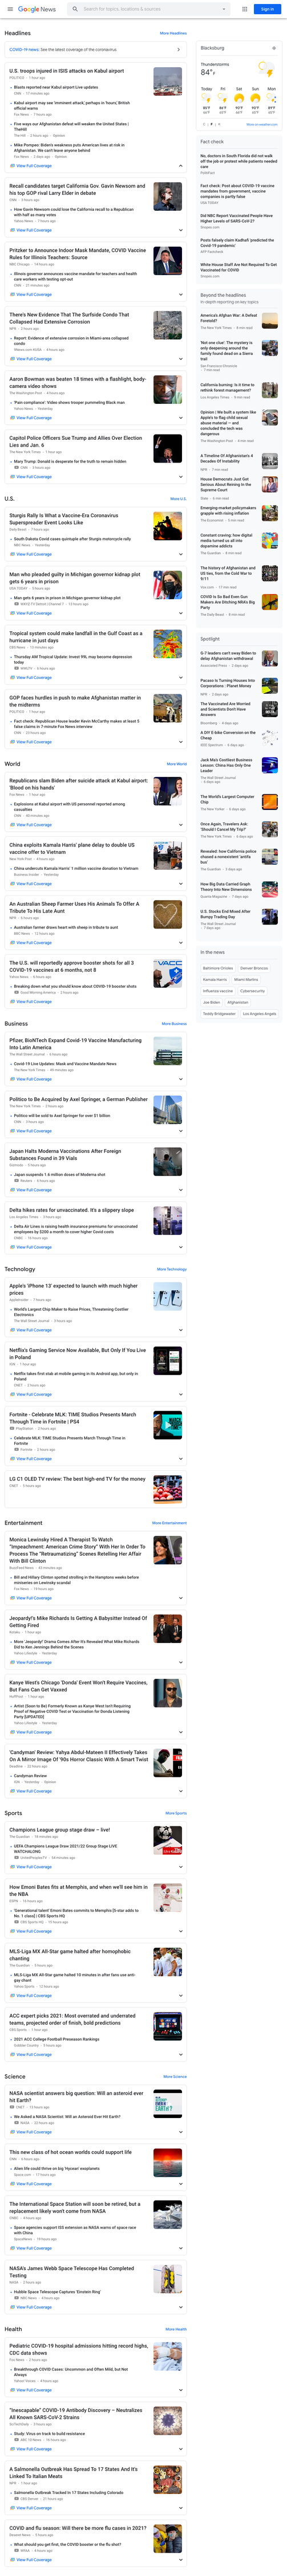 Google News
Search for topics, locations & sources
Sign in
Headlines
More Headlines
COVID-19 news: See the latest coverage of the coronavirus
U.S. troops injured in ISIS attacks on Kabul airport
POLITICO · 1 hour ago
Blasts reported near Kabul airport Live updates
CNN · 17 minutes ago
Kabul airport may see 'imminent attack,' perhaps in 'hours,' British
official warns
Fox News · 7 hours ago
Five ways our Afghanistan defeat will weaken the United States |
TheHill
The Hill · 2 hours ago · Opinion
Mike Pompeo: Biden's weakness puts American lives at risk in
Afghanistan. We can't leave anyone behind
Fox News · 2 days ago · Opinion
View Full Coverage
Recall candidates target California Gov. Gavin Newsom and
his top GOP rival Larry Elder in debate
CNN · 3 hours ago
How Gavin Newsom could lose the California recall to a Republican
with half as many votes
Yahoo News · 7 hours ago
View Full Coverage
Pritzker to Announce Indoor Mask Mandate, COVID Vaccine
Rules for Illinois Teachers: Source
NBC Chicago · 14 hours ago
Illinois governor announces vaccine mandate for teachers and health
care workers with testing opt-out
CNN · 21 minutes ago
View Full Coverage
There's New Evidence That The Surfside Condo That
Collapsed Had Extensive Corrosion
NPR · 3 hours ago
Report: Evidence of extensive corrosion in Miami-area collapsed
condo
Atlanta.com WXIA · 4 hours ago
View Full Coverage
Aaron Bowman was beaten 18 times with a flashlight, body-
camera video shows
The Washington Post · 4 hours ago
'Pain compliance': Video shows trooper pummeling Black man
Yahoo News · Yesterday
View Full Coverage
Capitol Police Officers Sue Trump and Allies Over Election
Lies and Jan. 6
The New York Times · 1 hour ago
Mary Trump: Donald is desperate for the truth to remain hidden
CNN · 3 hours ago
View Full Coverage
U.S.
More U.S.
Sturgis Rally Is What a Vaccine-Era Coronavirus
Superspreader Event Looks Like
Daily Beast · 7 hours ago
South Dakota Covid cases quintuple after Sturgis motorcycle rally
NBC News · Yesterday
View Full Coverage
Man who pleaded guilty in Michigan governor kidnap plot
gets 6 years in prison
USA TODAY · 9 hours ago
Man gets 6 years in prison in Michigan governor kidnap plot
View Full Coverage
Tropical system could make landfall in the Gulf Coast as a
hurricane in just days
CBS News · 13 minutes ago
Thursday AM Tropical Update: Invest 99L may become depression
today
WWLTV · 6 hours ago
View Full Coverage
GOP faces hurdles in push to make Afghanistan matter in
the midterms
POLITICO · 1 hour ago
Fact check: Republican House leader Kevin McCarthy makes at least 5
false claims in 7-minute Fox News interview
CNN · 23 hours ago
View Full Coverage
World
More World
Republicans slam Biden after suicide attack at Kabul airport:
'Blood on his hands'
Fox News · 1 hour ago
Explosions at Kabul airport with US personnel reported among
casualties
CNN · 43 minutes ago
View Full Coverage
China exploits Kamala Harris' plane delay to double US
vaccine offer to Vietnam
New York Post · 8 hours ago
China undercuts Kamala Harris' 1 million vaccine donation to Vietnam
Business Insider · Yesterday
View Full Coverage
An Australian Sheep Farmer Uses His Animals To Offer A
Tribute To His Late Aunt
NPR · 6 hours ago
Australian farmer draws heart with sheep in tribute to aunt
BBC News · 12 hours ago
View Full Coverage
The U.S. will reportedly approve booster shots for all 3
COVID-19 vaccines at 6 months, not 8
Yahoo News · 4 hours ago
Breaking down what you should know about COVID-19 booster shots
Good Morning America · 2 hours ago
View Full Coverage
Business
More Business
Pfizer, BioNTech Expand Covid-19 Vaccine Manufacturing
Into Latin America
The Wall Street Journal · 4 hours ago
Covid-19 Live Updates: Mask and Vaccine Mandate News
The New York Times · 49 minutes ago
View Full Coverage
Politico to Be Acquired by Axel Springer, a German Publisher
The New York Times · 2 hours ago
Politico will be sold to Axel Springer for over $1 billion
CNN · 3 hours ago
View Full Coverage
Japan Halts Moderna Vaccinations After Foreign
Substances Found in 39 Vials
Gizmodo · 5 hours ago
Japan suspends 1.6 million doses of Moderna shot
Reuters · 6 hours ago
View Full Coverage
Delta hikes rates for unvaccinated. It's a slippery slope
Los Angeles Times · 3 hours ago
Delta Air Lines is raising health insurance premiums for unvaccinated
employees by $200 a month to cover higher Covid costs
CNBC · 10 hours ago
View Full Coverage
Technology
More Technology
Apple's 'iPhone 13' expected to launch with much higher
prices
AppleInsider · 7 hours ago
World's Largest Chip Maker to Raise Prices, Threatening Costlier
Electronics
The Wall Street Journal · 3 hours ago
View Full Coverage
Netflix's Gaming Service Now Available, But Only If You Live
in Poland
IGN · 1 hour ago
Netflix takes first stab at mobile gaming in its Android app, but only in
Poland
CNET · 2 hours ago
View Full Coverage
Fortnite - Celebrate MLK: TIME Studios Presents March
Through Time in Fortnite | PS4
PlayStation · 3 hours ago
Celebrate MLK: TIME Studios Presents March Through Time in
Fortnite
Fortnite · 3 hours ago
View Full Coverage
LG C1 OLED TV review: The best high-end TV for the money
CNET · 5 hours ago
Entertainment
More Entertainment
Monica Lewinsky Hired A Therapist To Watch
"Impeachment: American Crime Story" With Her In Order To
Process The "Retraumatizing" Scenes Retelling Her Affair
With Bill Clinton
BuzzFeed News · 43 minutes ago
Bill and Hillary Clinton spotted strolling in the Hamptons weeks before
miniseries on Lewinsky scandal
Fox News · 19 hours ago
View Full Coverage
Jeopardy!'s Mike Richards Is Getting A Babysitter Instead Of
Getting Fired
Kotaku · 1 hour ago
More 'Jeopardy!' Drama Comes After It's Revealed What Mike Richards
Did to Ken Jennings Behind the Scenes
Yahoo Lifestyle · Yesterday
View Full Coverage
Kanye West's Chicago 'Donda' Event Won't Require Vaccines,
But Fans Can Get Vaxxed
HuffPost · 1 hour ago
Artist (Sawn to Be) Formerly Known as Kanye West Isn't Requiring
Proof of Negative COVID Test or Vaccination for Donda Listening
Party [UPDATED]
Yahoo Lifestyle · Yesterday
View Full Coverage
'Candyman' Review: Yahya Abdul-Mateen II Effectively Takes
On A Mirror Image Of '90s Horror Classic With A Smart Twist
Deadline · 22 hours ago
Candyman Review
IGN · Yesterday · Opinion
View Full Coverage
Sports
More Sports
Champions League group stage draw – live!
The Guardian · 18 minutes ago
UEFA Champions League Draw 2021/22 Group Stage LIVE
WATCHALONG
View Full Coverage
How Emoni Bates fits at Memphis, and when we'll see him in
the NBA
ESPN · 14 hours ago
'Generational talent' Emoni Bates commits to Memphis [5-star adds to
No. 1 class] | CBS Sports HQ
CBS Sports HQ · 19 hours ago
View Full Coverage
MLS-Liga MX All-Star game halted after homophobic
chanting
The Guardian · 3 hours ago
MLS-Liga MX All-Star game halted 10 minutes in after fans use anti-
gay chant
Yahoo Sports · 12 hours ago
View Full Coverage
ACC expert picks 2021: Most overrated and underrated
teams, projected order of finish, bold predictions
CBS Sports · 1 hour ago
2021 ACC College Football Preseason Rankings
View Full Coverage
Science
More Science
NASA scientist answers big question: Will an asteroid ever
hit Earth?
CNET · 13 hours ago
We Asked a NASA Scientist: Will an Asteroid Ever Hit Earth?
NASA · 22 hours ago
View Full Coverage
This new class of hot ocean worlds could support life
CNN · 6 hours ago
Alien life could thrive on big 'Hycean' exoplanets
Space.com · 17 hours ago
View Full Coverage
The International Space Station will soon be retired, but a
replacement likely won't come from NASA
CNBC · 4 hours ago
Space agencies support ISS extension as NASA warns of space race
with China
SpaceNews · 19 hours ago
View Full Coverage
NASA's James Webb Space Telescope Has Completed
Testing
NASA · 2 hours ago
Hubble Space Telescope Captures 'Einstein Ring'
NBC News · 8 hours ago
View Full Coverage
Health
More Health
Pediatric COVID-19 hospital admissions hitting record highs,
CDC data shows
Fox News · 2 hours ago
Breakthrough COVID Cases: Uncommon and Often Mild, but Not
Always
View Full Coverage
"Inescapable" COVID-19 Antibody Discovery – Neutralizes
All Known SARS-CoV-2 Strains
SciTechDaily · 3 hours ago
Study: Virus on track to build resistance
ABC 10 News · 16 hours ago
View Full Coverage
A Salmonella Outbreak Has Spread To 17 States And It's
Linked To Italian Meats
NPR · 1 hour ago
Salmonella Outbreak Tracked In 17 States Including Colorado
CBS Denver · 21 hours ago
View Full Coverage
COVID and flu season: Will there be more flu cases in 2021?
Deseret News · 5 hours ago
What should you get first, the COVID booster or the flu shot?
WFAA · 4 hours ago
View Full Coverage
Blacksburg
Thunderstorms
84°F
Today Fri Sat Sun Mon
More on weather.com
Fact check
No, doctors in South Florida did not walk
off the job or protest while patients needed
care
PolitiFact
Fact check: Post about COVID-19 vaccine
mandates from government, vaccine
companies is partly false
USA TODAY
Did NBC Report Vaccinated People Have
Higher Levels of SARS-CoV-2?
Snopes.com
Posts falsely claim Kadhafi 'predicted the
Covid-19 pandemic'
AFP Factcheck
White House Staff Are Not Required To Get
Vaccinated for COVID
Snopes.com
Beyond the headlines
In-depth reporting on key topics
America's Afghan War: A Defeat
Foretold?
The New York Times · 8 min read
'Not one cita': The mystery is
only deepening around the
family found dead on a Sierra
trail
San Francisco Chronicle
· 7 min read
California burning: Is it time to
rethink forest management?
Los Angeles Times · 9 min read
Opinion | We built a system like
Apple's to flag child sexual
abuse material — and
concluded the tech was
dangerous
The Washington Post · 4 min read
A Timeline Of Afghanistan's 4
Decades Of Instability
NPR · 7 min read
House Democrats Just Got
Serious About Reining In the
Supreme Court
Slate · 6 min read
Emerging-market policymakers
grapple with rising inflation
The Economist · 5 min read
Constant craving: how digital
media turned us all into
dopamine addicts
The Guardian · 8 min read
The history of Afghanistan and
US ties, from the Cold War to
9/11
Vox.com · 17 min read
COVID Is So Bad Even Gun
Makers Are Ditching NRA's Big
Party
The Daily Beast · 6 min read
Spotlight
G-7 leaders can't sway Biden to
delay Afghanistan withdrawal
Associated Press · 2 days ago
Pacaso Is Turning Houses Into
Corporations : Planet Money
NPR · 2 days ago
The Vaccinated Are Worried
and Scientists Don't Have
Answers
Bloomberg · 4 days ago
A DIY E-bike Conversion on the
Cheap
IEEE Spectrum · 4 days ago
Jack Ma's Costliest Business
Lesson: China Has Only One
Leader
The Wall Street Journal
· 6 days ago
The World's Largest Computer
Chip
The New Yorker · 6 days ago
Once Again, Travelers Ask:
'Should I Cancel My Trip?'
The New York Times · 6 days ago
Revealed: how California police
chased a nonexistent 'antifa
bus'
The Guardian · 3 days ago
How Big Data Carried Graph
Theory Into New Dimensions
Quanta Magazine · 7 days ago
U.S. Stocks End Mixed After
Bumpy Trading Day
The Wall Street Journal
· 7 days ago
In the news
Baltimore Orioles
Denver Broncos
Kamala Harris
Miami Marlins
Influenza vaccine
Cybersecurity
Joe Biden
Afghanistan
Teddy Bridgewater
Los Angeles Angels